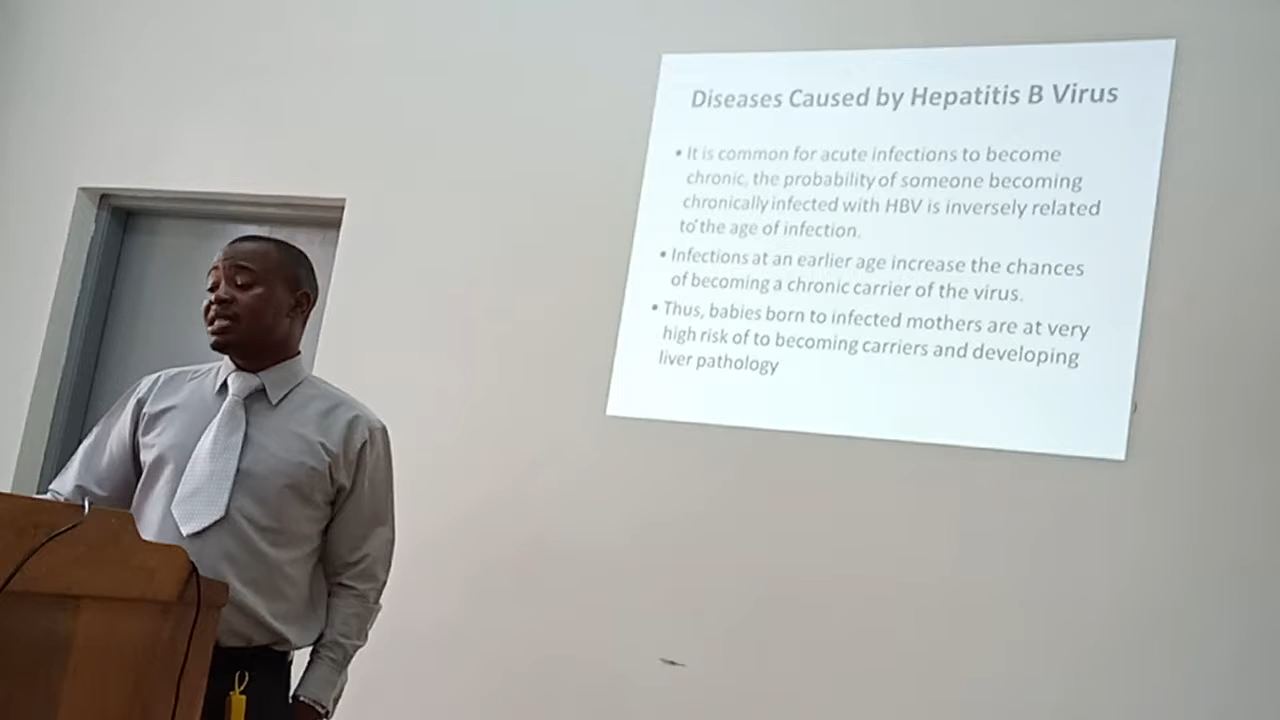 Diseases Caused by Hepatitis B Virus
• It is common for acute infections to become
chronic, the probability of someone becoming
chronically infected with HBV is inversely related
to the age of infection.
• Infections at an earlier age increase the chances
of becoming a chronic carrier of the virus.
• Thus, babies born to infected mothers are at very
high risk of to becoming carriers and developing
liver pathology